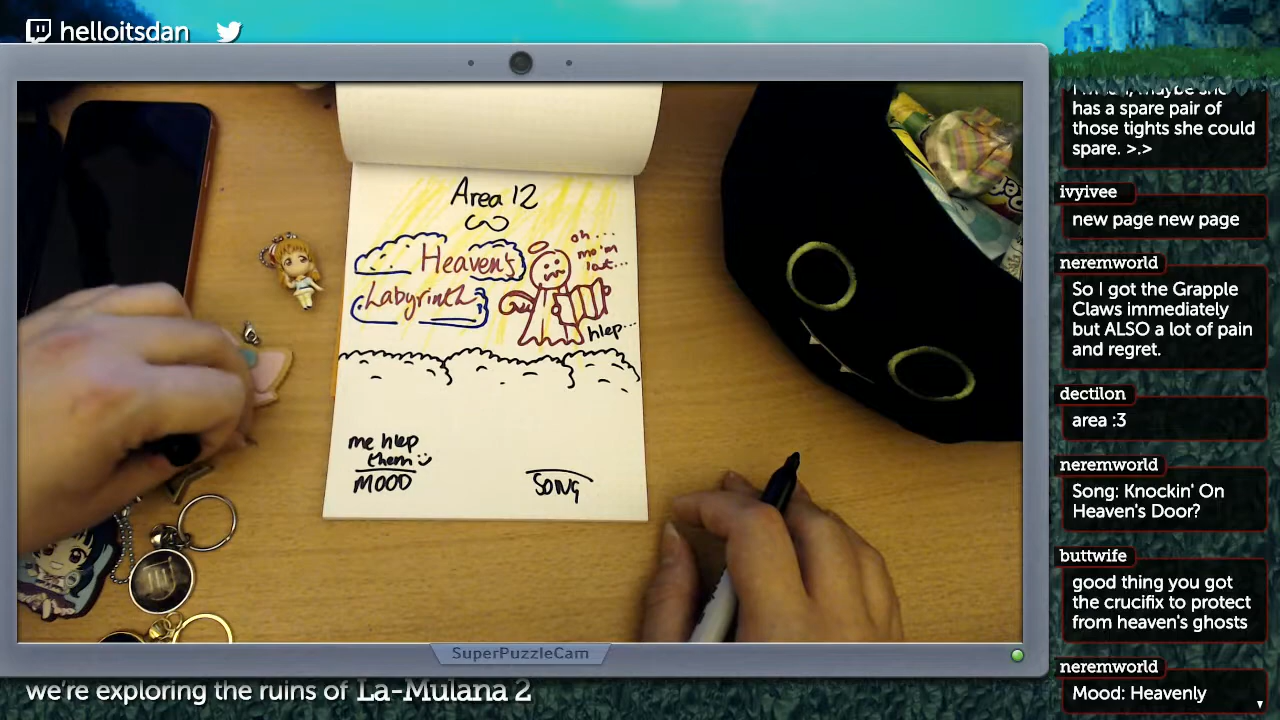 helloitsdan
has a spare pair of
those tights she could
spare. >.>
ivyivee
new page new page
neremworld
So I got the Grapple
Claws immediately
but ALSO a lot of pain
and regret.
dectilon
area :3
neremworld
Song: Knockin' On
Heaven's Door?
buttwife
good thing you got
the crucifix to protect
from heaven's ghosts
neremworld
Mood: Heavenly
Area 12
Heaven's
Labyrinth
oh...
lost...
hlep...
me hlep
them
MOOD
SONG
SuperPuzzleCam
we're exploring the ruins of La-Mulana 2